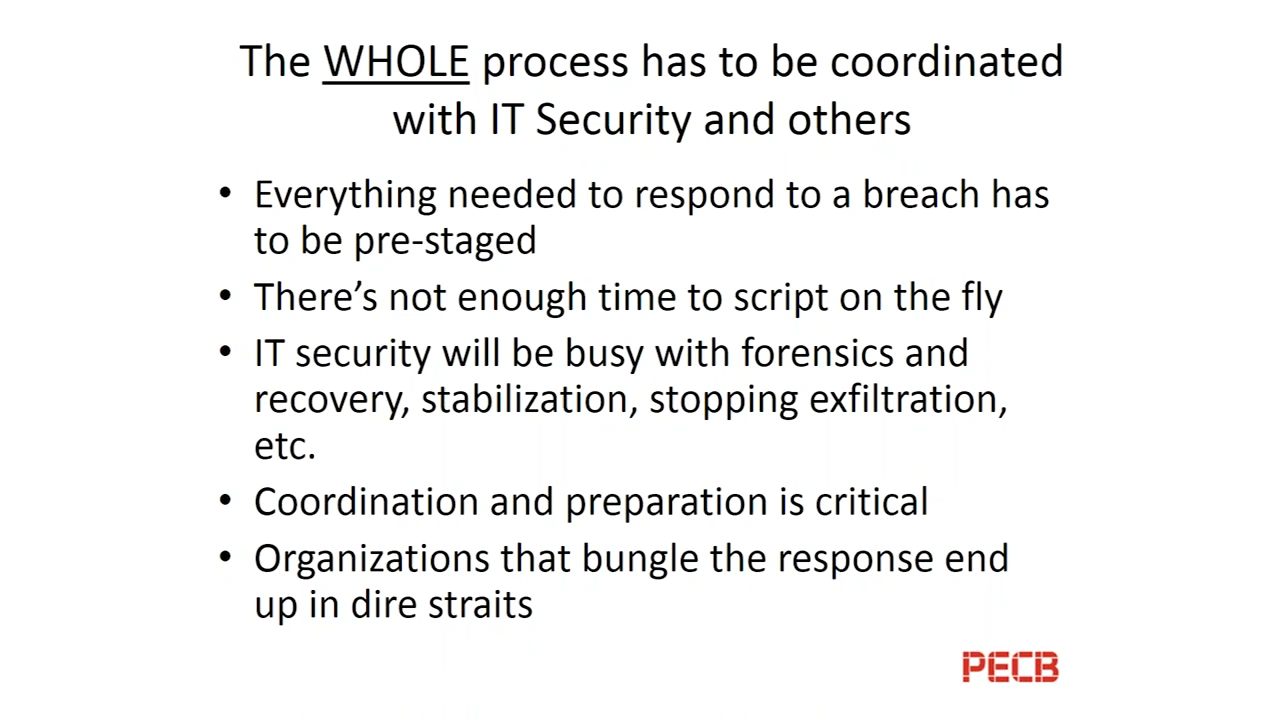 The WHOLE process has to be coordinated
with IT Security and others
• Everything needed to respond to a breach has
to be pre-staged
• There’s not enough time to script on the fly
• IT security will be busy with forensics and
recovery, stabilization, stopping exfiltration,
etc.
• Coordination and preparation is critical
• Organizations that bungle the response end
up in dire straits
PECB